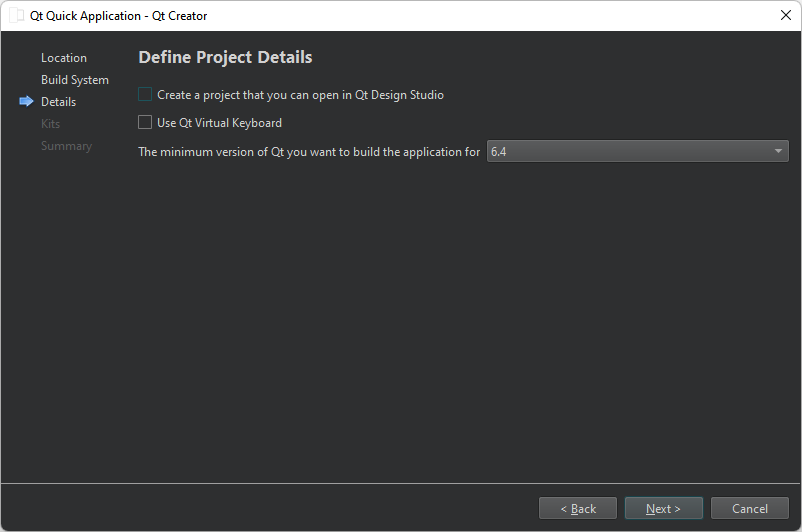 Qt Quick Application - Qt Creator
Location
Build System
Details
Kits
Summary
Define Project Details
Create a project that you can open in Qt Design Studio
Use Qt Virtual Keyboard
The minimum version of Qt you want to build the application for 6.4
< Back Next > Cancel